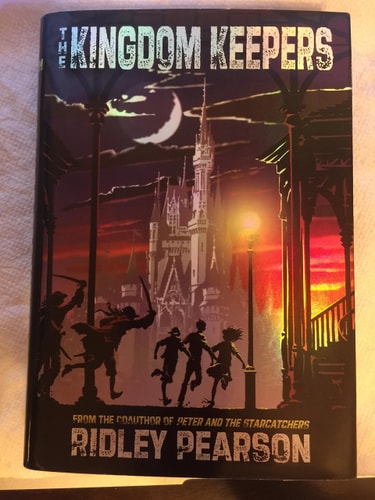 THE KINGDOM KEEPERS
FROM THE COAUTHOR OF PETER AND THE STARCATCHERS
RIDLEY PEARSON